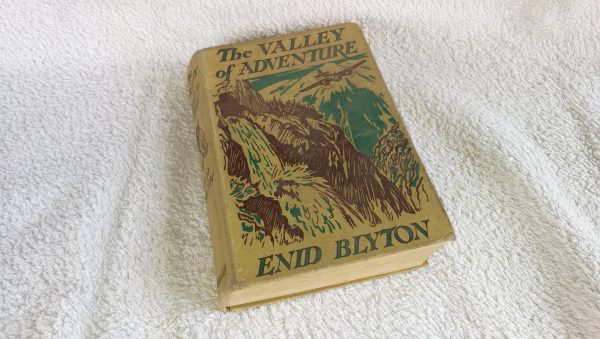 The VALLEY
of ADVENTURE
ENID BLYTON